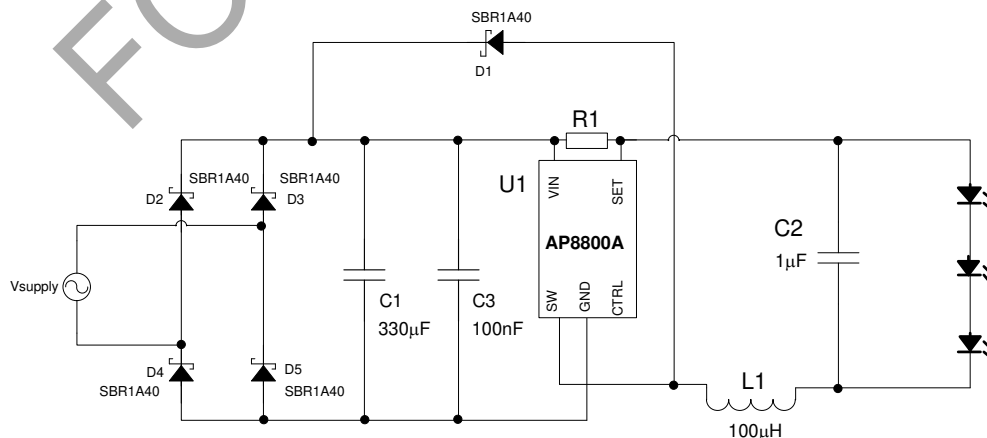 FO
SBR1A40
D1
R1
U1
VIN
SET
AP8800A
SW
GND
CTRL
SBR1A40
SBR1A40
D2
D3
Vsupply
D4
D5
SBR1A40
SBR1A40
C1
330μF
C3
100nF
C2
1μF
L1
100μH